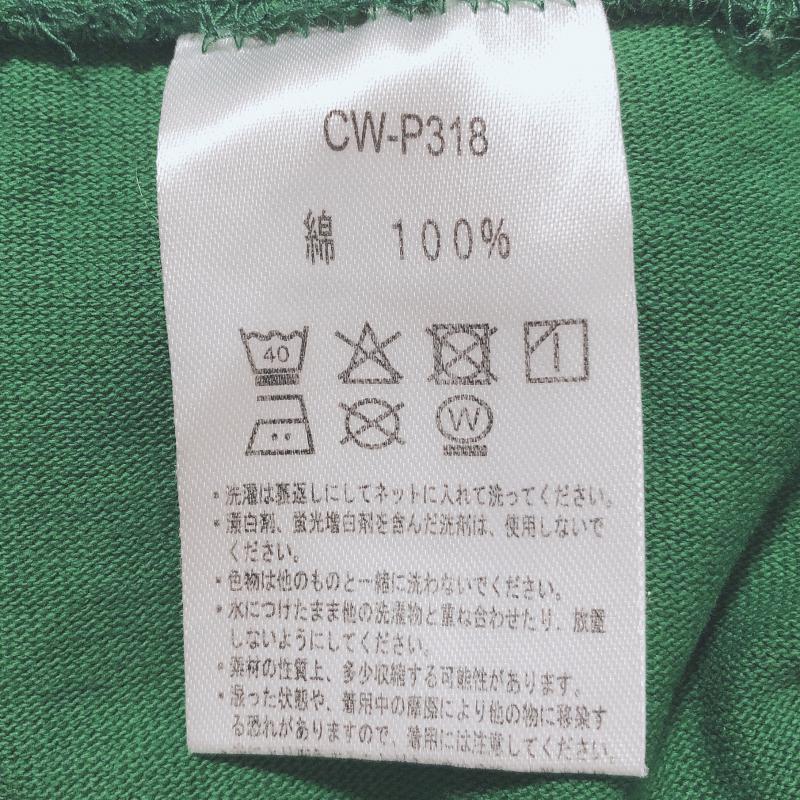 CW-P318
綿 100%
40
W
・洗濯は裏返しにしてネットに入れて洗ってください。
・漂白剤、蛍光増白剤を含んだ洗剤は、使用しないで
ください。
・色物は他のものと一緒に洗わないでください。
・水につけたまま他の洗濯物と重ね合わせたり、放置
しないようにしてください。
・素材の性質上、多少収縮する可能性があります。
・湿った状態や、着用中の摩擦により他の物に移染す
る恐れがありますので、着用には注意してください。